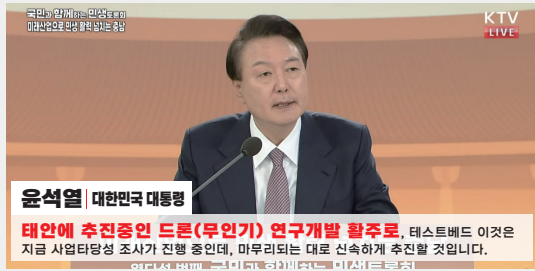 국민과 함께하는 민생토론회
미래산업으로 민생 활력 넘치는 충남
KTV
LIVE
윤석열 대한민국 대통령
태안에 추진중인 드론(무인기) 연구개발 활주로, 테스트베드 이것은
지금 사업타당성 조사가 진행 중인데, 마무리되는 대로 신속하게 추진할 것입니다.
열다섯 번째, 국민과 함께하는 민생토론회